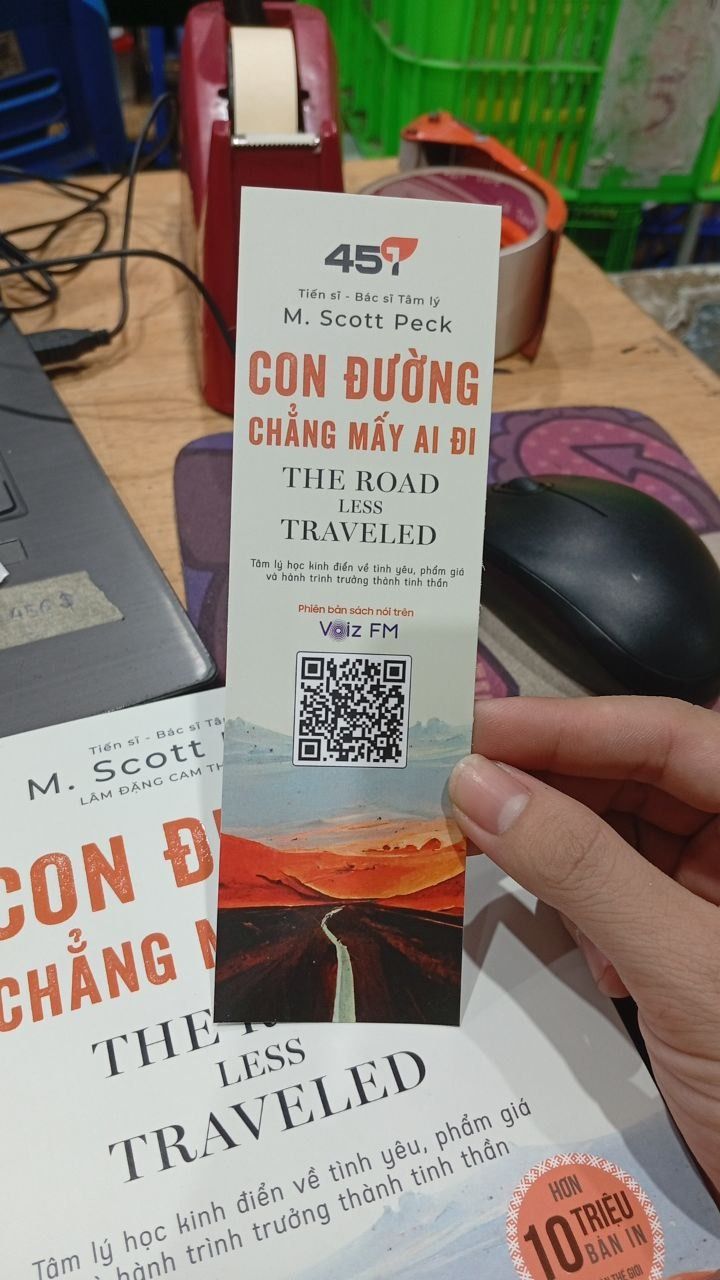 451
Tiến sĩ - Bác sĩ Tâm lý
M. Scott Peck
CON ĐƯỜNG
CHẲNG MẤY AI ĐI
THE ROAD
LESS
TRAVELED
Tâm lý học kinh điển về tình yêu, phẩm giá
và hành trình trưởng thành tinh thần
Phiên bản sách nói trên
Voiz FM
456
Tiến sĩ - Bác sĩ
M. Scott
LÂM ĐẶNG CAM
CON
CHẲNG
THE
LESS
TRAVELED
Tâm lý học kinh điển về tình yêu, phẩm giá
hành trình trưởng thành tinh thần
HƠN
10 TRIỆU
BẢN IN
THẾ GIỚI